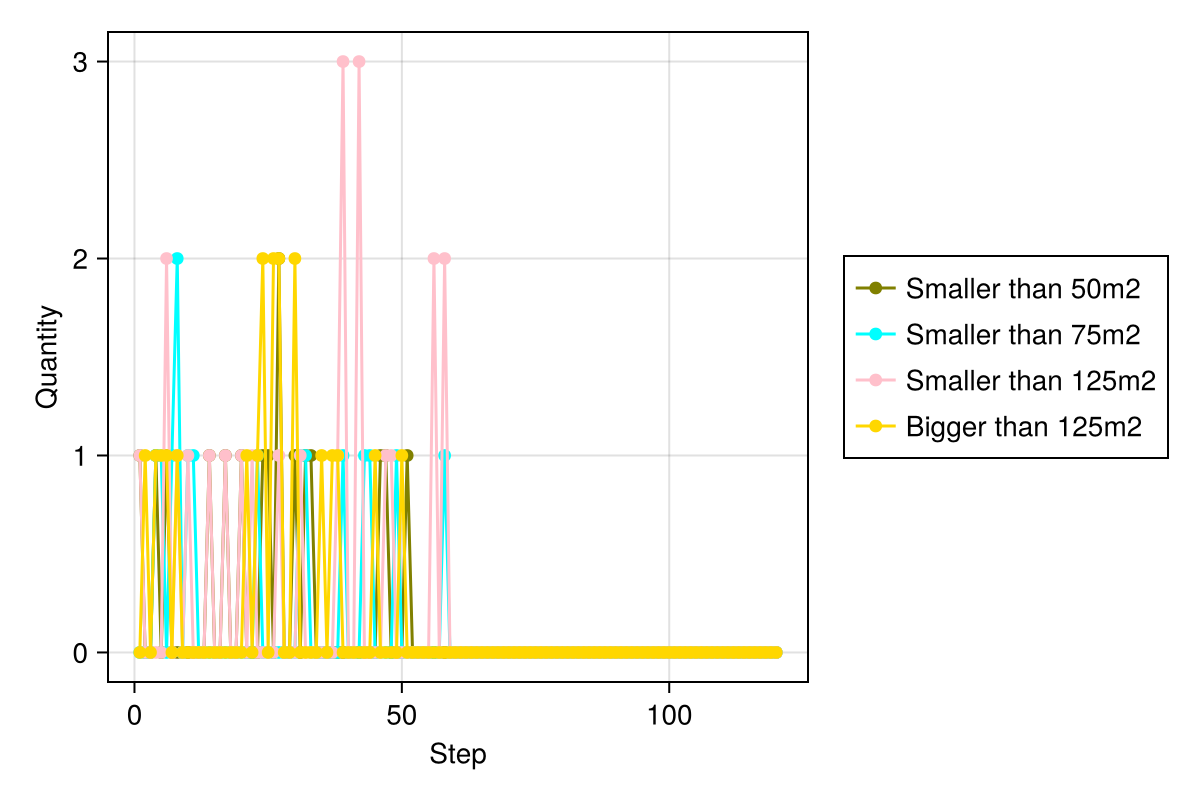 3
2
1
0
Quantity
0 50 100
Step
Smaller than 50m2
Smaller than 75m2
Smaller than 125m2
Bigger than 125m2